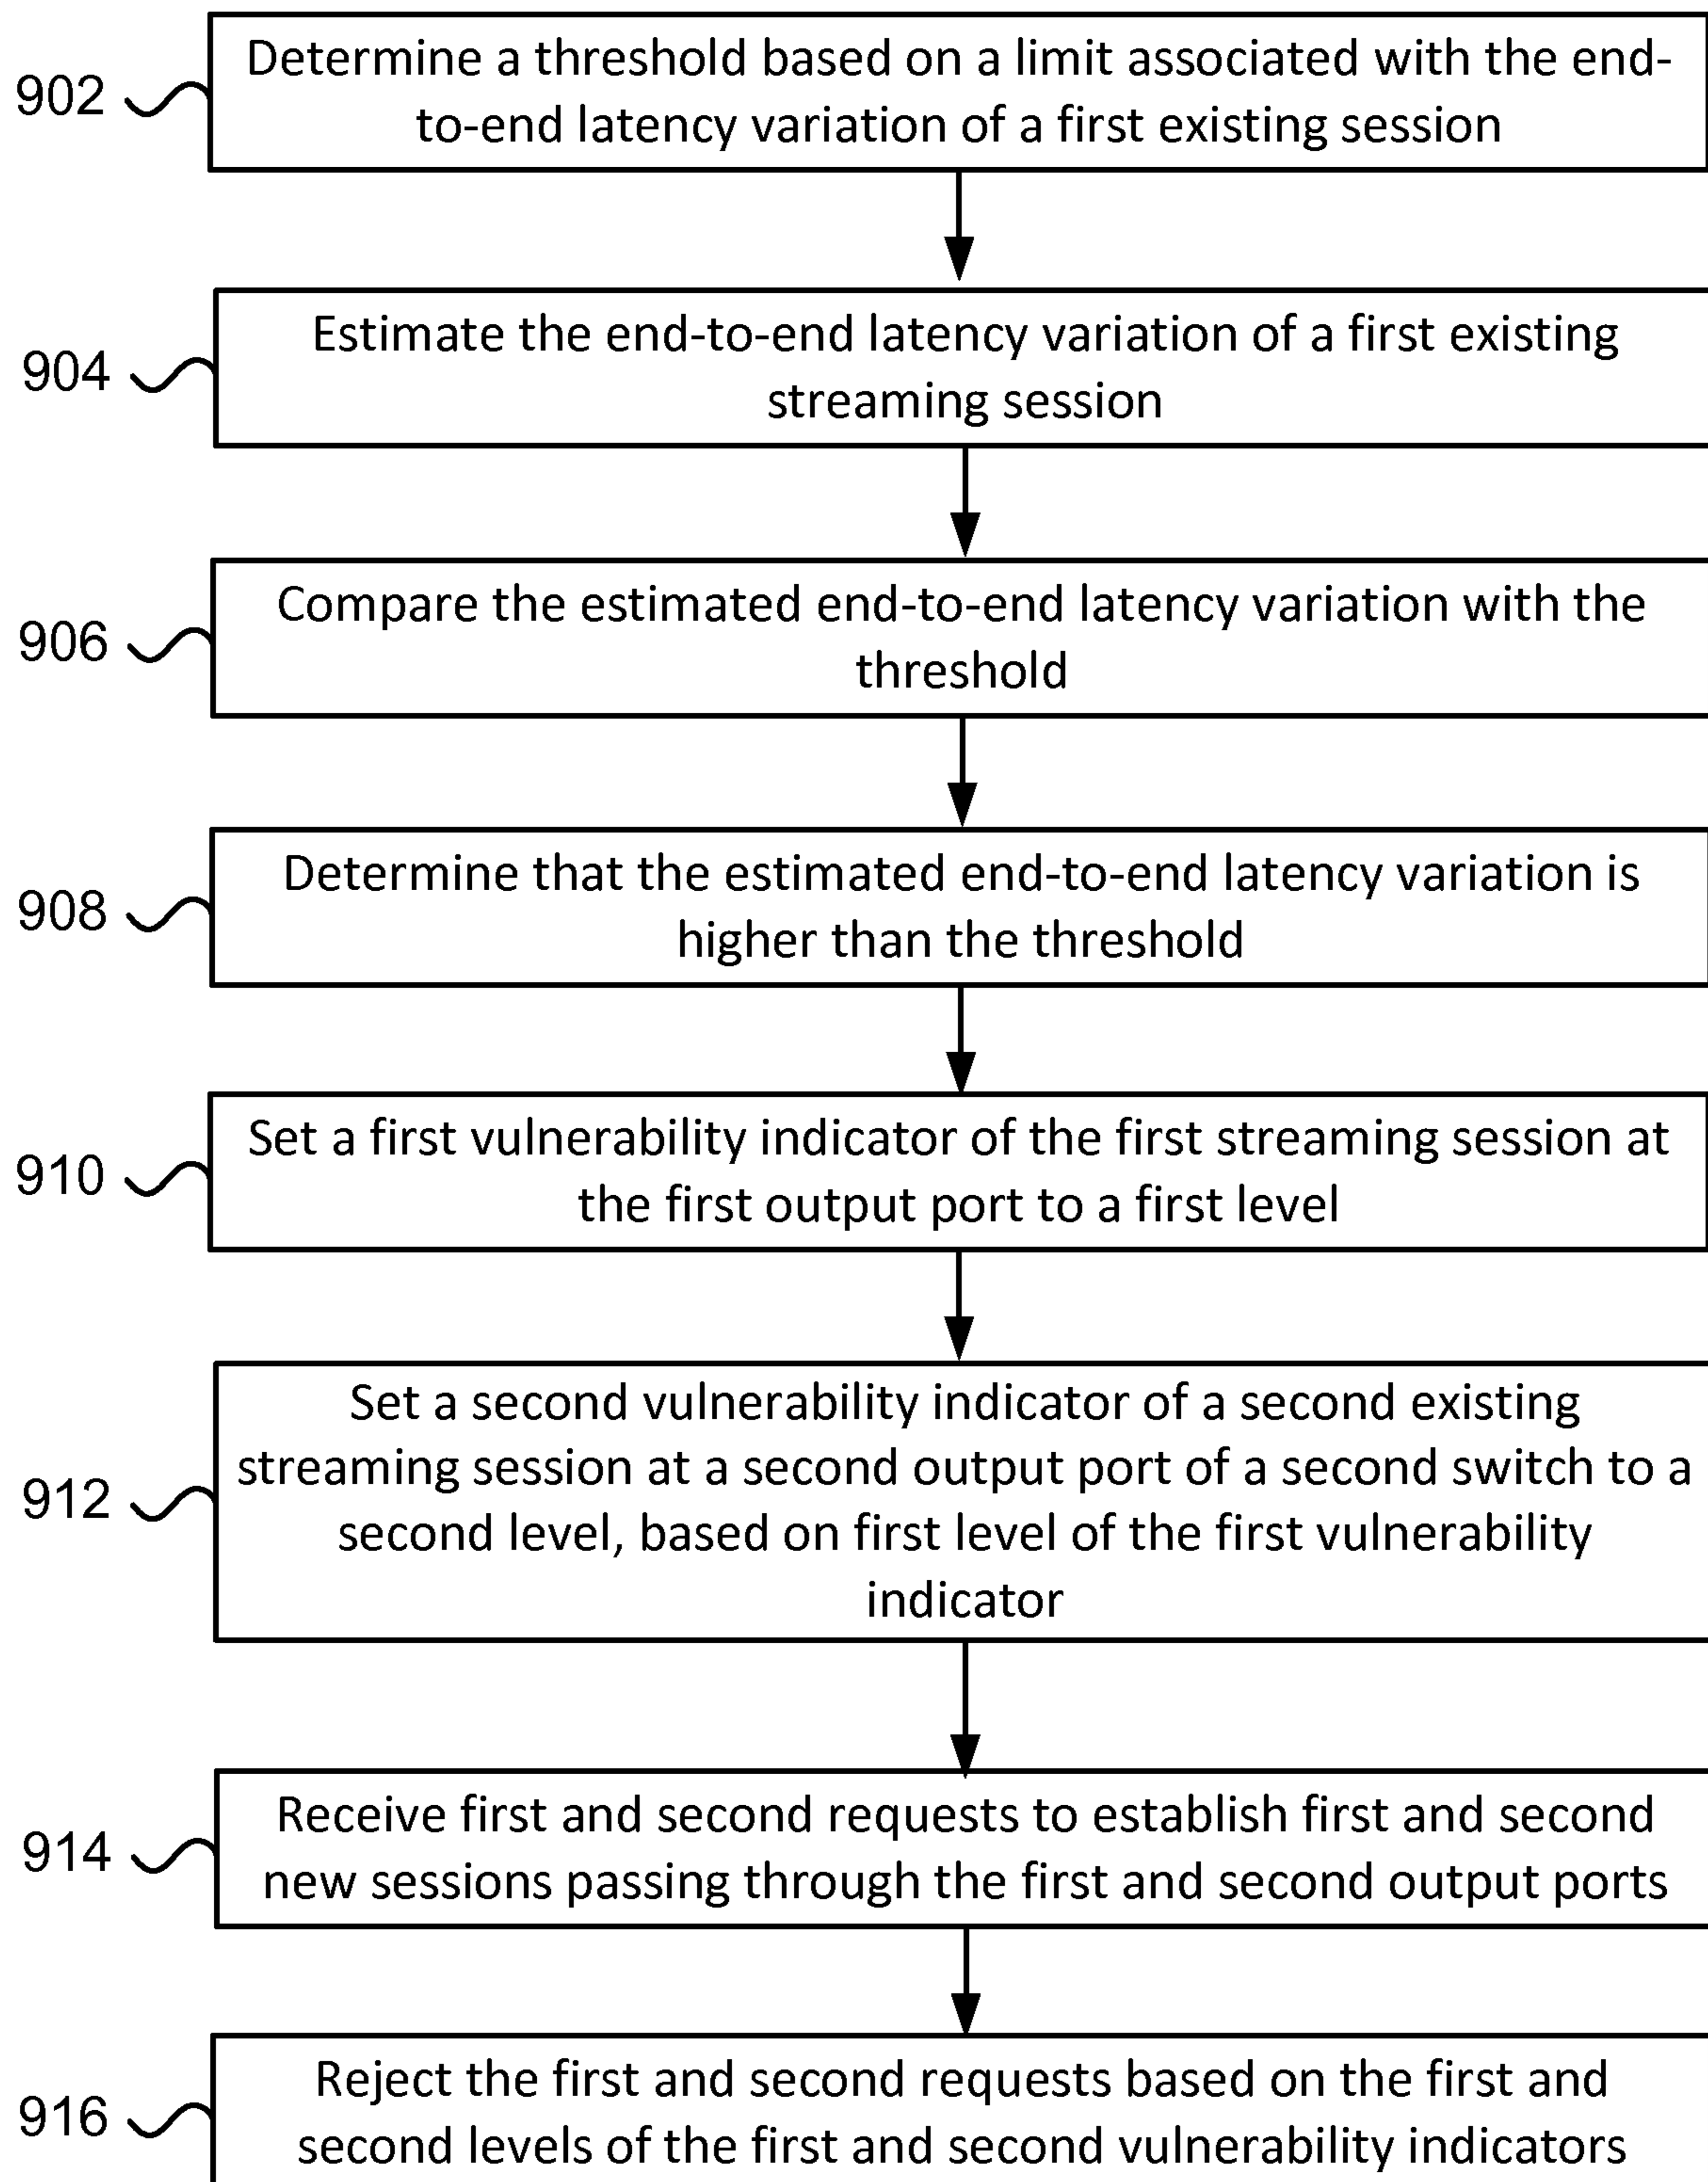 902
Determine a threshold based on a limit associated with the end-
to-end latency variation of a first existing session
904
Estimate the end-to-end latency variation of a first existing
streaming session
906
Compare the estimated end-to-end latency variation with the
threshold
908
Determine that the estimated end-to-end latency variation is
higher than the threshold
910
Set a first vulnerability indicator of the first streaming session at
the first output port to a first level
912
Set a second vulnerability indicator of a second existing
streaming session at a second output port of a second switch to a
second level, based on first level of the first vulnerability
indicator
914
Receive first and second requests to establish first and second
new sessions passing through the first and second output ports
916
Reject the first and second requests based on the first and
second levels of the first and second vulnerability indicators